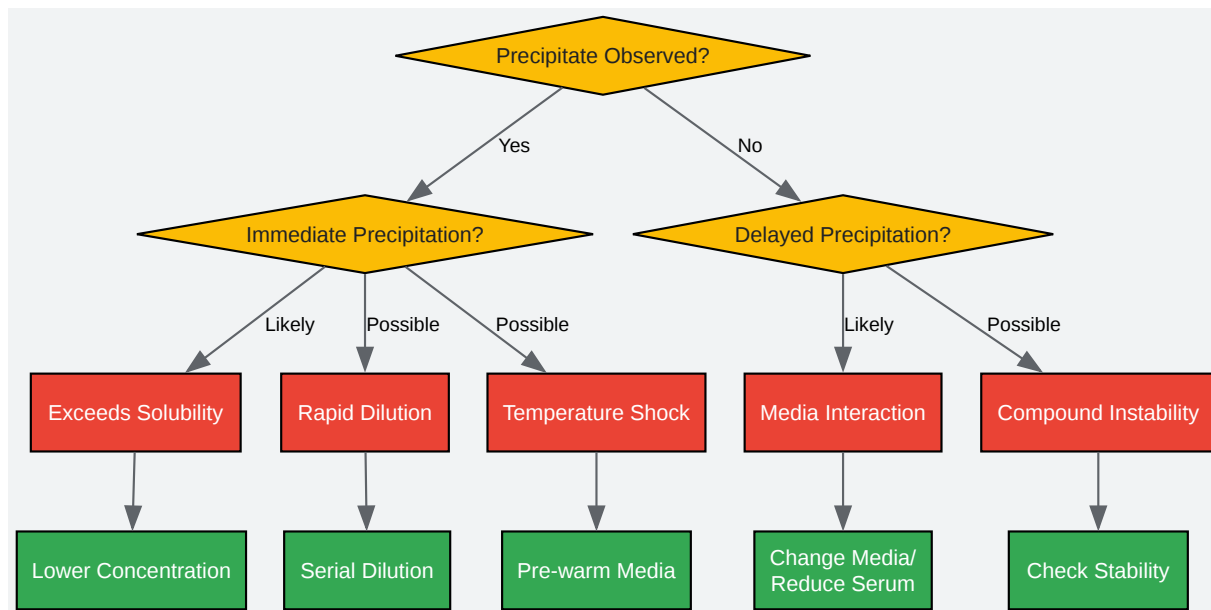 Precipitate Observed?
Yes
No
Immediate Precipitation?
Delayed Precipitation?
Likely
Possible
Possible
Likely
Possible
Exceeds Solubility
Rapid Dilution
Temperature Shock
Media Interaction
Compound Instability
Lower Concentration
Serial Dilution
Pre-warm Media
Change Media/
Reduce Serum
Check Stability